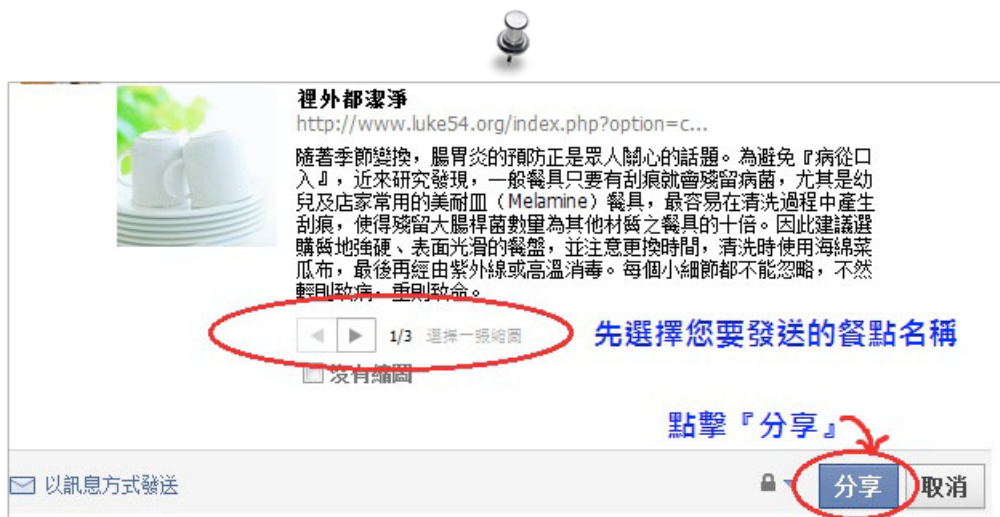 裡外都潔淨
http://www.luke54.org/index.php?option=c...
隨著季節變換，腸胃炎的預防正是眾人關心的話題。為避免『病從口
入』，近來研究發現，一般餐具只要有刮痕就會殘留病菌，尤其是幼
兒及店家常用的美耐皿（Melamine）餐具，最容易在清洗過程中產生
刮痕，使得殘留大腸桿菌數量為其他材質之餐具的十倍。因此建議選
購質地強硬、表面光滑的餐盤，並注意更換時間，清洗時使用海綿菜
瓜布，最後再經由紫外線或高溫消毒。每個小細節都不能忽略，不然
輕則致病，重則致命。
1/3 選擇一張縮圖
先選擇您要發送的餐點名稱
沒有縮圖
點擊『分享』
以訊息方式發送
分享
取消